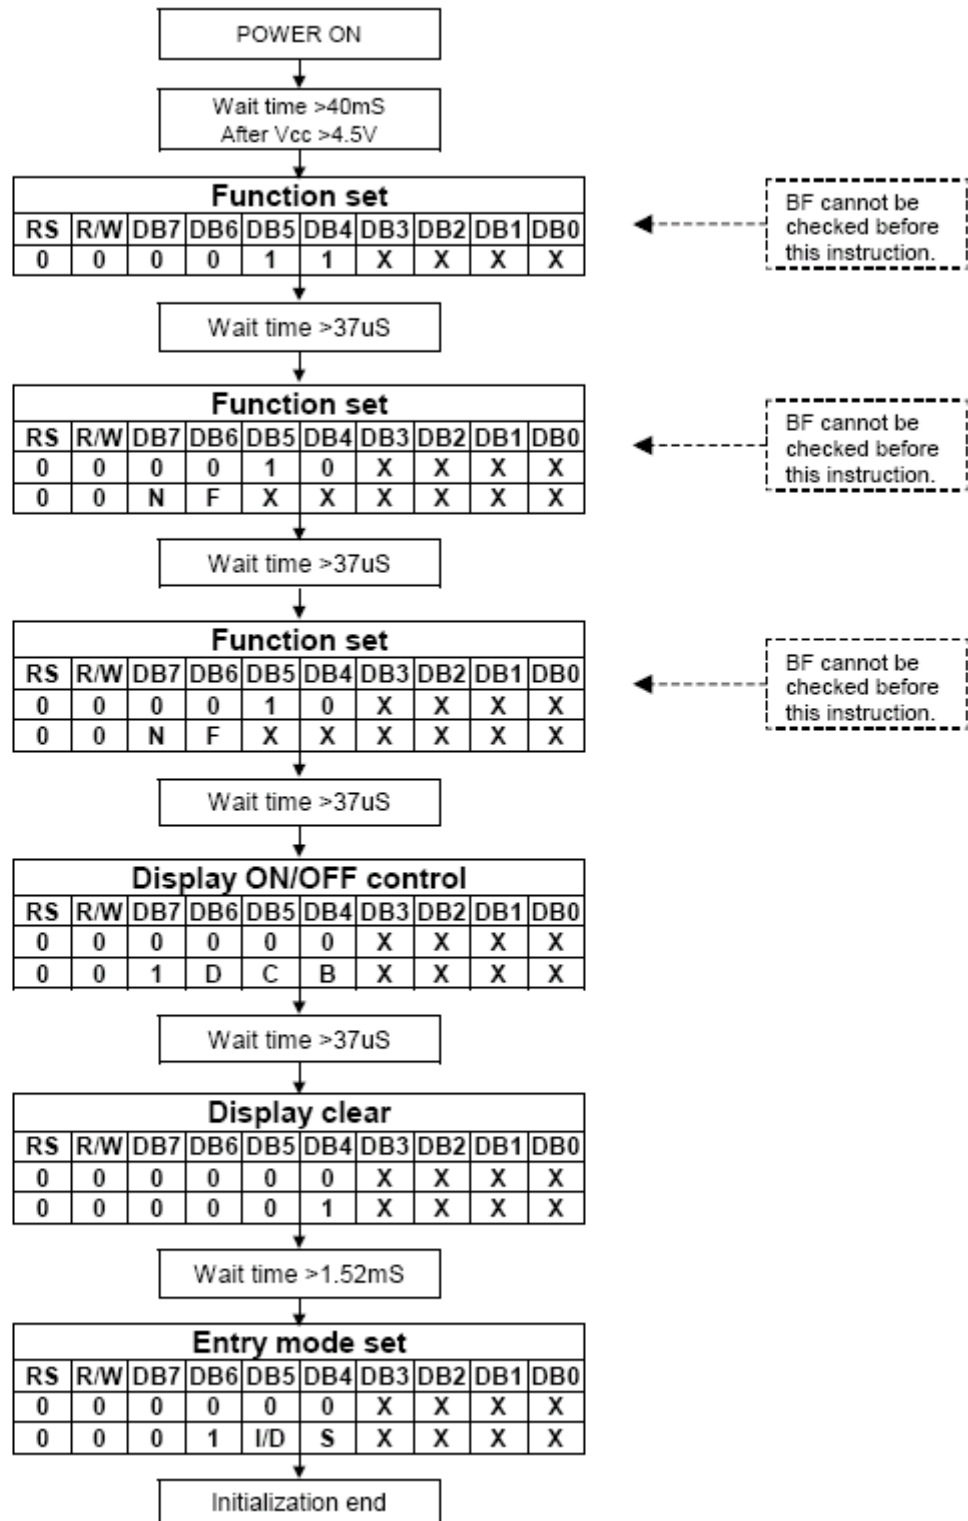 POWER ON
Wait time >40mS
After Vcc >4.5V
Function set
RS R/W DB7 DB6 DB5 DB4 DB3 DB2 DB1 DB0
0 0 0 0 1 1 X X X X
BF cannot be
checked before
this instruction.
Wait time >37uS
Function set
RS R/W DB7 DB6 DB5 DB4 DB3 DB2 DB1 DB0
0 0 0 0 1 0 X X X X
0 0 N F X X X X X X
BF cannot be
checked before
this instruction.
Wait time >37uS
Function set
RS R/W DB7 DB6 DB5 DB4 DB3 DB2 DB1 DB0
0 0 0 0 1 0 X X X X
0 0 N F X X X X X X
BF cannot be
checked before
this instruction.
Wait time >37uS
Display ON/OFF control
RS R/W DB7 DB6 DB5 DB4 DB3 DB2 DB1 DB0
0 0 0 0 0 0 X X X X
0 0 1 D C B X X X X
Wait time >37uS
Display clear
RS R/W DB7 DB6 DB5 DB4 DB3 DB2 DB1 DB0
0 0 0 0 0 0 X X X X
0 0 0 0 0 1 X X X X
Wait time >1.52mS
Entry mode set
RS R/W DB7 DB6 DB5 DB4 DB3 DB2 DB1 DB0
0 0 0 0 0 0 X X X X
0 0 0 1 I/D S X X X X
Initialization end